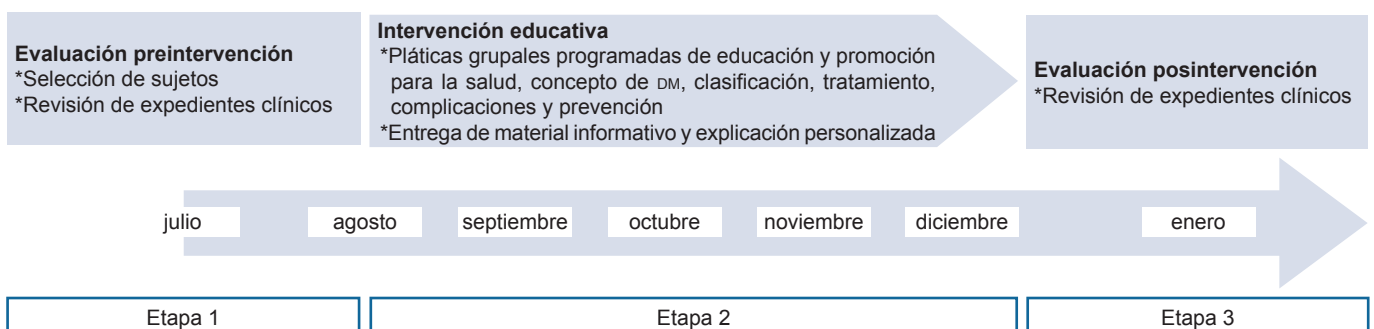 Evaluación preintervención
*Selección de sujetos
*Revisión de expedientes clínicos
Intervención educativa
*Pláticas grupales programadas de educación y promoción
para la salud, concepto de DM, clasificación, tratamiento,
complicaciones y prevención
*Entrega de material informativo y explicación personalizada
Evaluación posintervención
*Revisión de expedientes clínicos
julio agosto septiembre octubre noviembre diciembre enero
Etapa 1 Etapa 2 Etapa 3